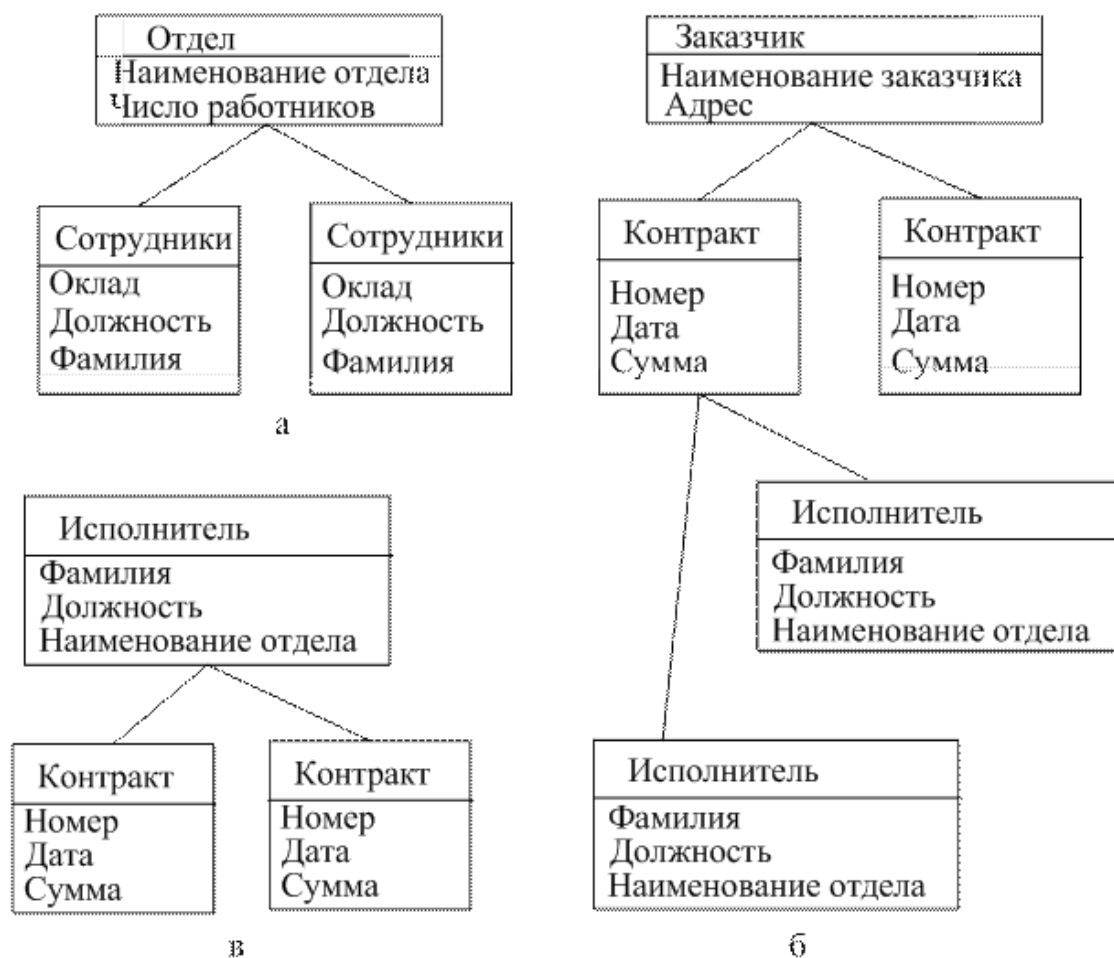 Отдел
Наименование отдела
Число работников
Сотрудники
Оклад
Должность
Фамилия
Сотрудники
Оклад
Должность
Фамилия
а
Заказчик
Наименование заказчика
Адрес
Контракт
Номер
Дата
Сумма
Контракт
Номер
Дата
Сумма
Исполнитель
Фамилия
Должность
Наименование отдела
Исполнитель
Фамилия
Должность
Наименование отдела
б
Исполнитель
Фамилия
Должность
Наименование отдела
Контракт
Номер
Дата
Сумма
Контракт
Номер
Дата
Сумма
в